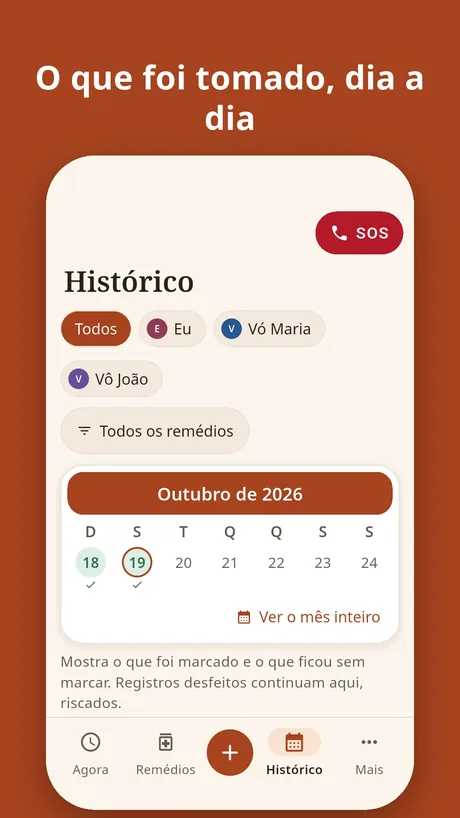 O que foi tomado, dia a
dia
SOS
Histórico
Todos
E Eu
V Vó Maria
V Vô João
Todos os remédios
Outubro de 2026
D S T Q Q S S
18 19 20 21 22 23 24
Ver o mês inteiro
Mostra o que foi marcado e o que ficou sem
marcar. Registros desfeitos continuam aqui,
riscados.
Agora Remédios Histórico Mais